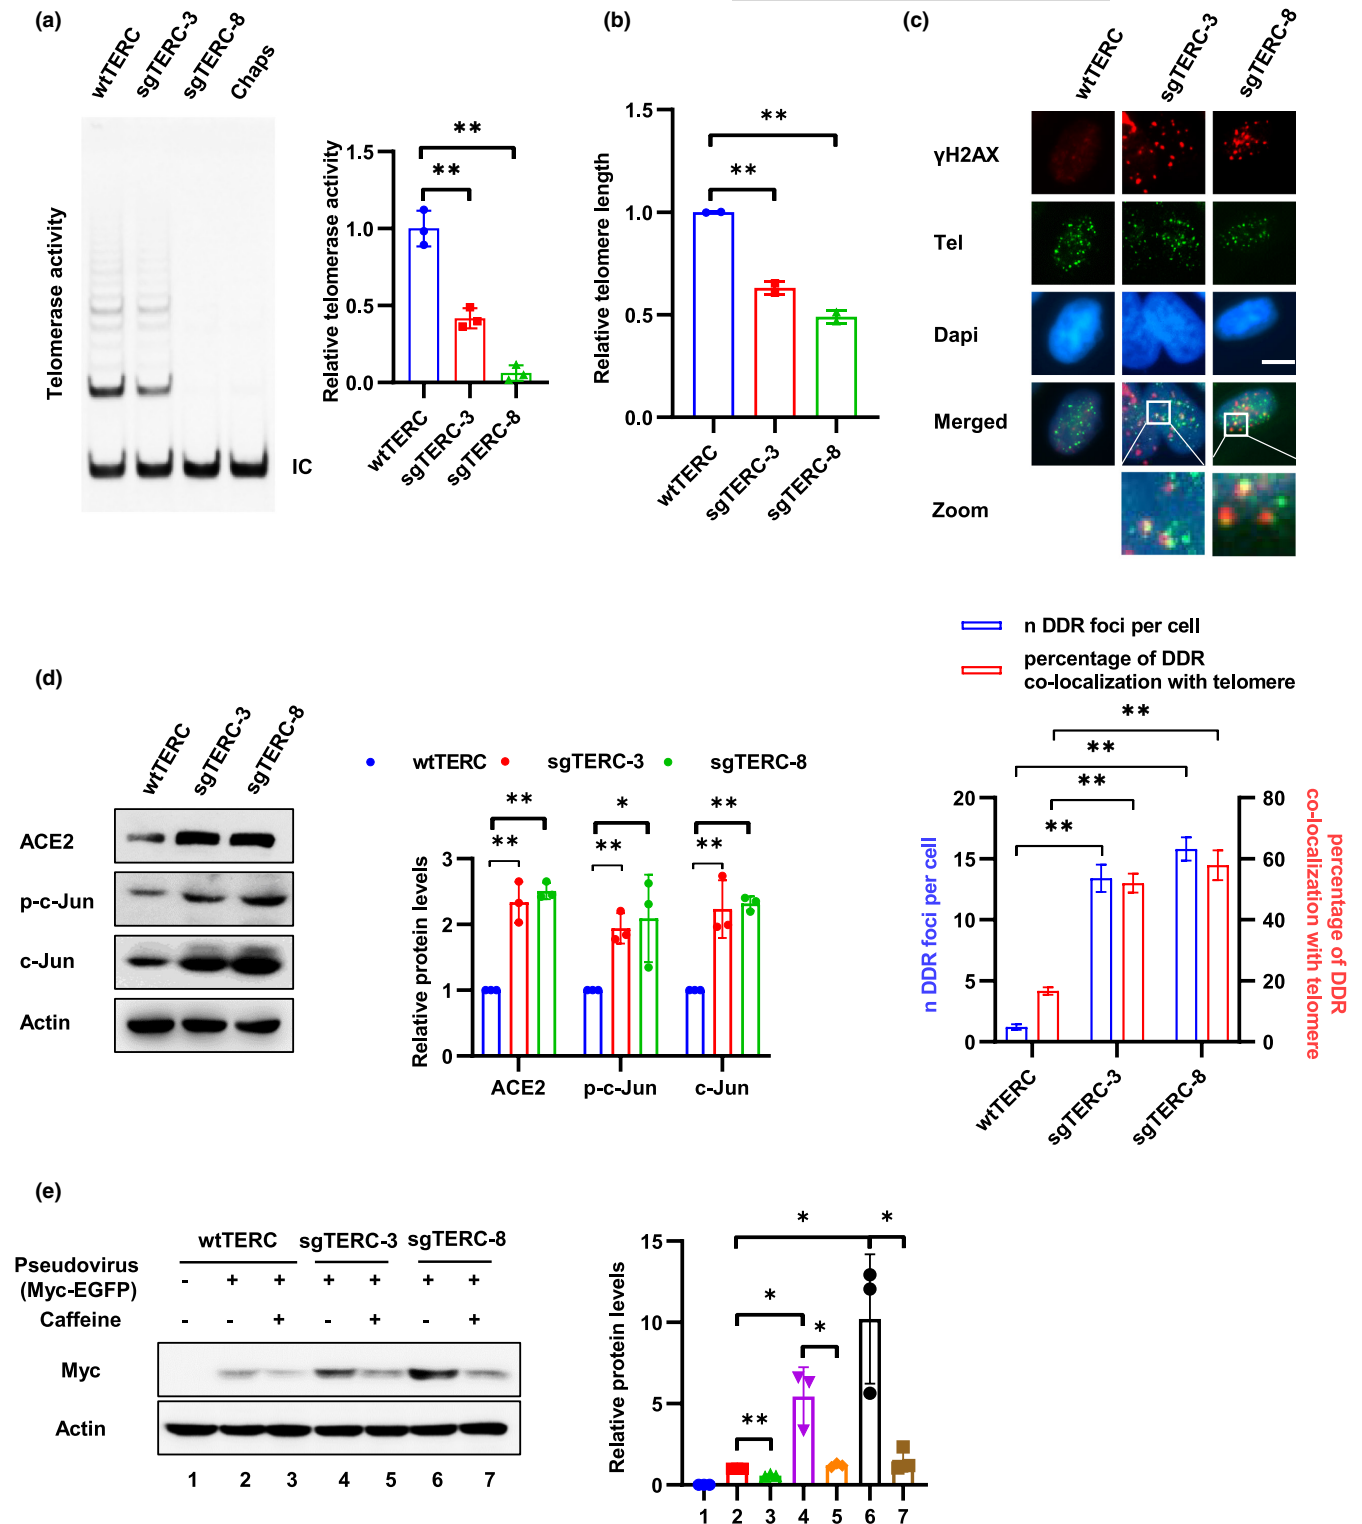 (a)
wtTERC
sgTERC-3
sgTERC-8
Chaps
Telomerase activity
IC
Relative telomerase activity
1.5
1.0
0.5
0.0
**
**
wtTERC
sgTERC-3
sgTERC-8
(b)
Relative telomere length
1.5
1.0
0.5
0.0
**
**
wtTERC
sgTERC-3
sgTERC-8
(c)
wtTERC
sgTERC-3
sgTERC-8
γH2AX
Tel
Dapi
Merged
Zoom
n DDR foci per cell
percentage of DDR
co-localization with telomere
**
**
**
**
n DDR foci per cell
20
15
10
5
0
80
60
40
20
0
percentage of DDR
co-localization with telomere
wtTERC
sgTERC-3
sgTERC-8
(d)
wtTERC
sgTERC-3
sgTERC-8
ACE2
p-c-Jun
c-Jun
Actin
wtTERC
sgTERC-3
sgTERC-8
Relative protein levels
3
2
1
0
**
**
*
**
**
**
ACE2
p-c-Jun
c-Jun
(e)
wtTERC
sgTERC-3
sgTERC-8
Pseudovirus
(Myc-EGFP)
- + + + + + +
Caffeine
- - + - + - +
Myc
Actin
1 2 3 4 5 6 7
Relative protein levels
15
10
5
0
*
*
*
*
**
1 2 3 4 5 6 7